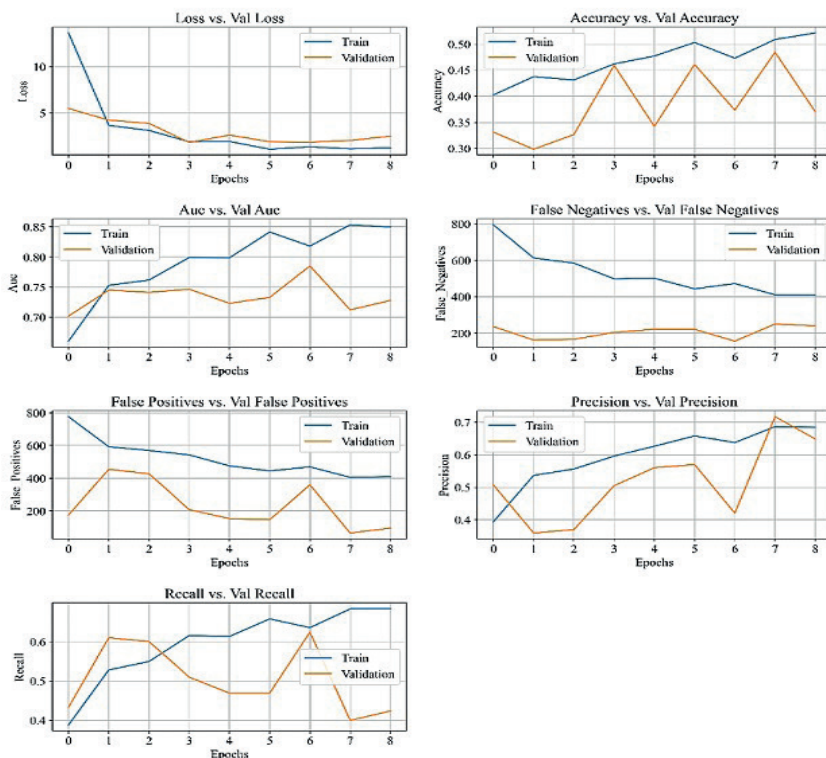 Loss vs. Val Loss
Train
Validation
10
5
Loss
0 1 2 3 4 5 6 7 8
Epochs
Accuracy vs. Val Accuracy
Train
Validation
0.50
0.45
0.40
0.35
0.30
Accuracy
0 1 2 3 4 5 6 7 8
Epochs
Auc vs. Val Auc
Train
Validation
0.85
0.80
0.75
0.70
Auc
0 1 2 3 4 5 6 7 8
Epochs
False Negatives vs. Val False Negatives
Train
Validation
800
600
400
200
False_Negatives
0 1 2 3 4 5 6 7 8
Epochs
False Positives vs. Val False Positives
Train
Validation
800
600
400
200
False_Positives
0 1 2 3 4 5 6 7 8
Epochs
Precision vs. Val Precision
Train
Validation
0.7
0.6
0.5
0.4
Precision
0 1 2 3 4 5 6 7 8
Epochs
Recall vs. Val Recall
Train
Validation
0.6
0.5
0.4
Recall
0 1 2 3 4 5 6 7 8
Epochs